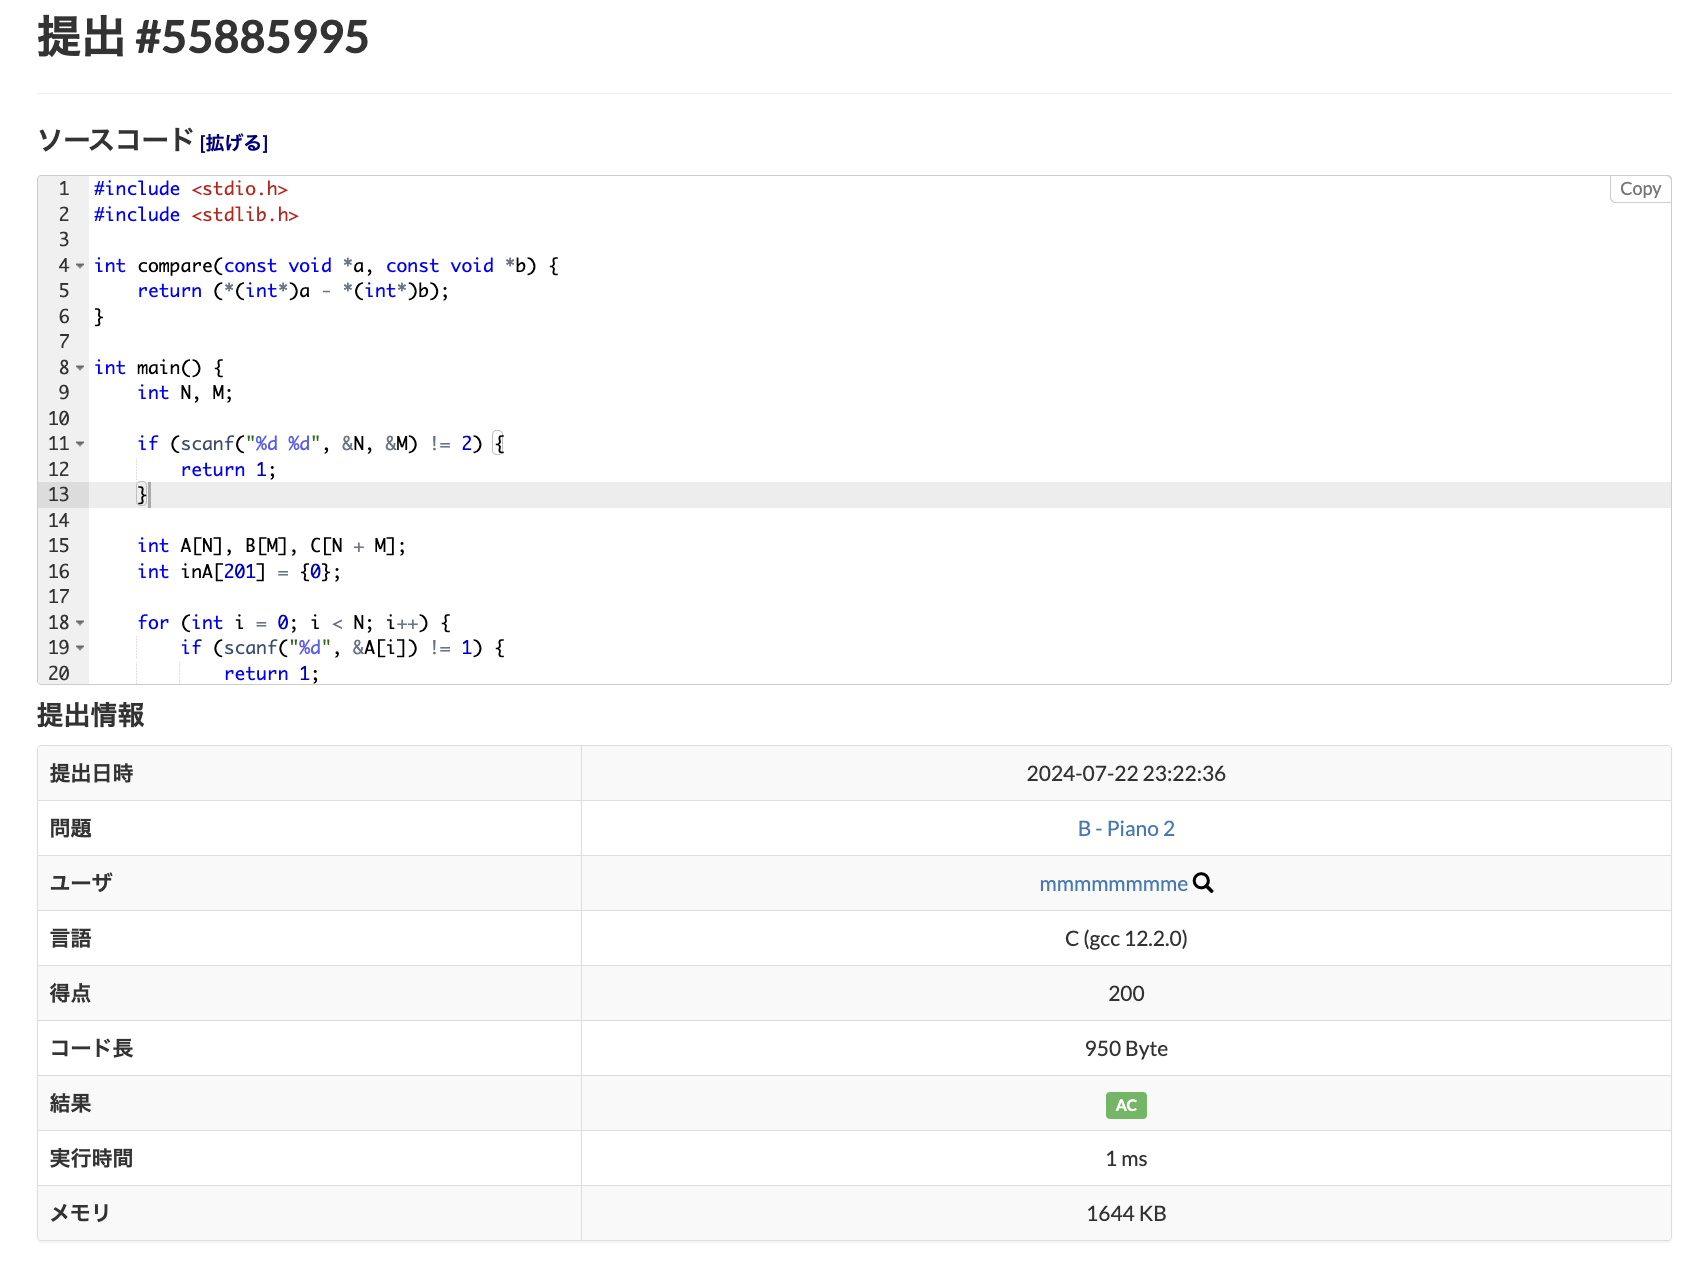 提出 #55885995
ソースコード [拡げる]
Copy
1 #include <stdio.h>
2 #include <stdlib.h>
3
4 int compare(const void *a, const void *b) {
5     return (*(int*)a - *(int*)b);
6 }
7
8 int main() {
9     int N, M;
10
11     if (scanf("%d %d", &N, &M) != 2) {
12         return 1;
13     }
14
15     int A[N], B[M], C[N + M];
16     int inA[201] = {0};
17
18     for (int i = 0; i < N; i++) {
19         if (scanf("%d", &A[i]) != 1) {
20             return 1;
提出情報
提出日時 2024-07-22 23:22:36
問題 B - Piano 2
ユーザ mmmmmmmme
言語 C (gcc 12.2.0)
得点 200
コード長 950 Byte
結果 AC
実行時間 1 ms
メモリ 1644 KB